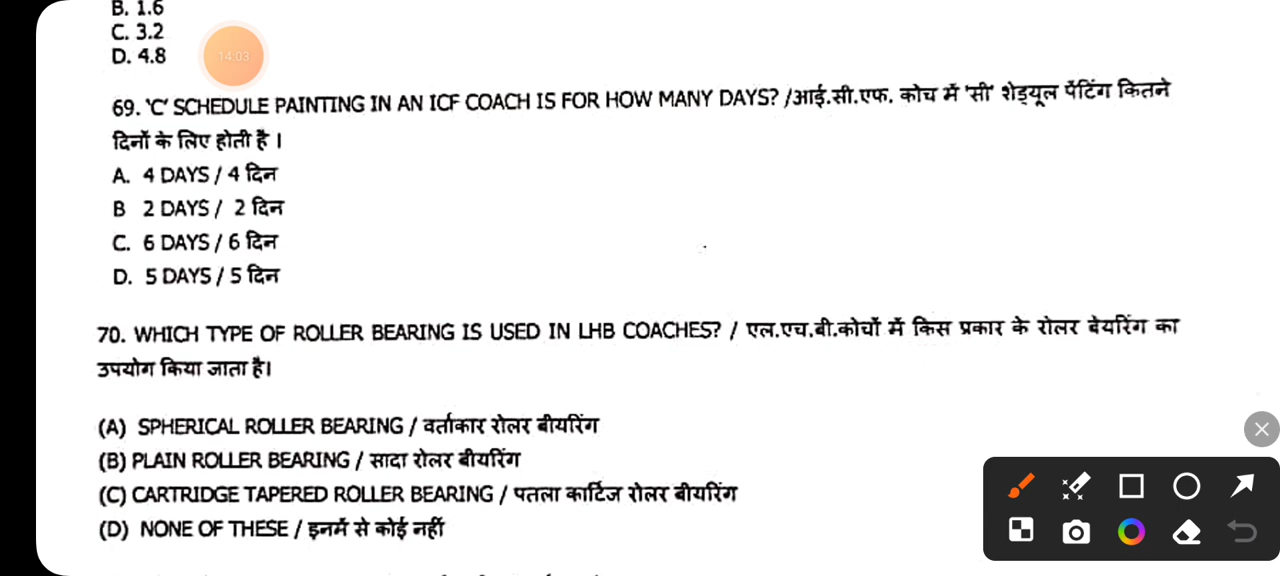 B. 1.6
C. 3.2
D. 4.8
14:03
69. 'C' SCHEDULE PAINTING IN AN ICF COACH IS FOR HOW MANY DAYS? /आई.सी.एफ. कोच में 'सी' शेड्यूल पेंटिंग कितने
दिनों के लिए होती है ।
A. 4 DAYS / 4 दिन
B 2 DAYS / 2 दिन
C. 6 DAYS / 6 दिन
D. 5 DAYS / 5 दिन
70. WHICH TYPE OF ROLLER BEARING IS USED IN LHB COACHES? / एल.एच.बी.कोचों में किस प्रकार के रोलर बेयरिंग का
उपयोग किया जाता है।
(A) SPHERICAL ROLLER BEARING / वर्ताकार रोलर बीयरिंग
(B) PLAIN ROLLER BEARING / सादा रोलर बीयरिंग
(C) CARTRIDGE TAPERED ROLLER BEARING / पतला कार्टिज रोलर बीयरिंग
(D) NONE OF THESE / इनमें से कोई नहीं